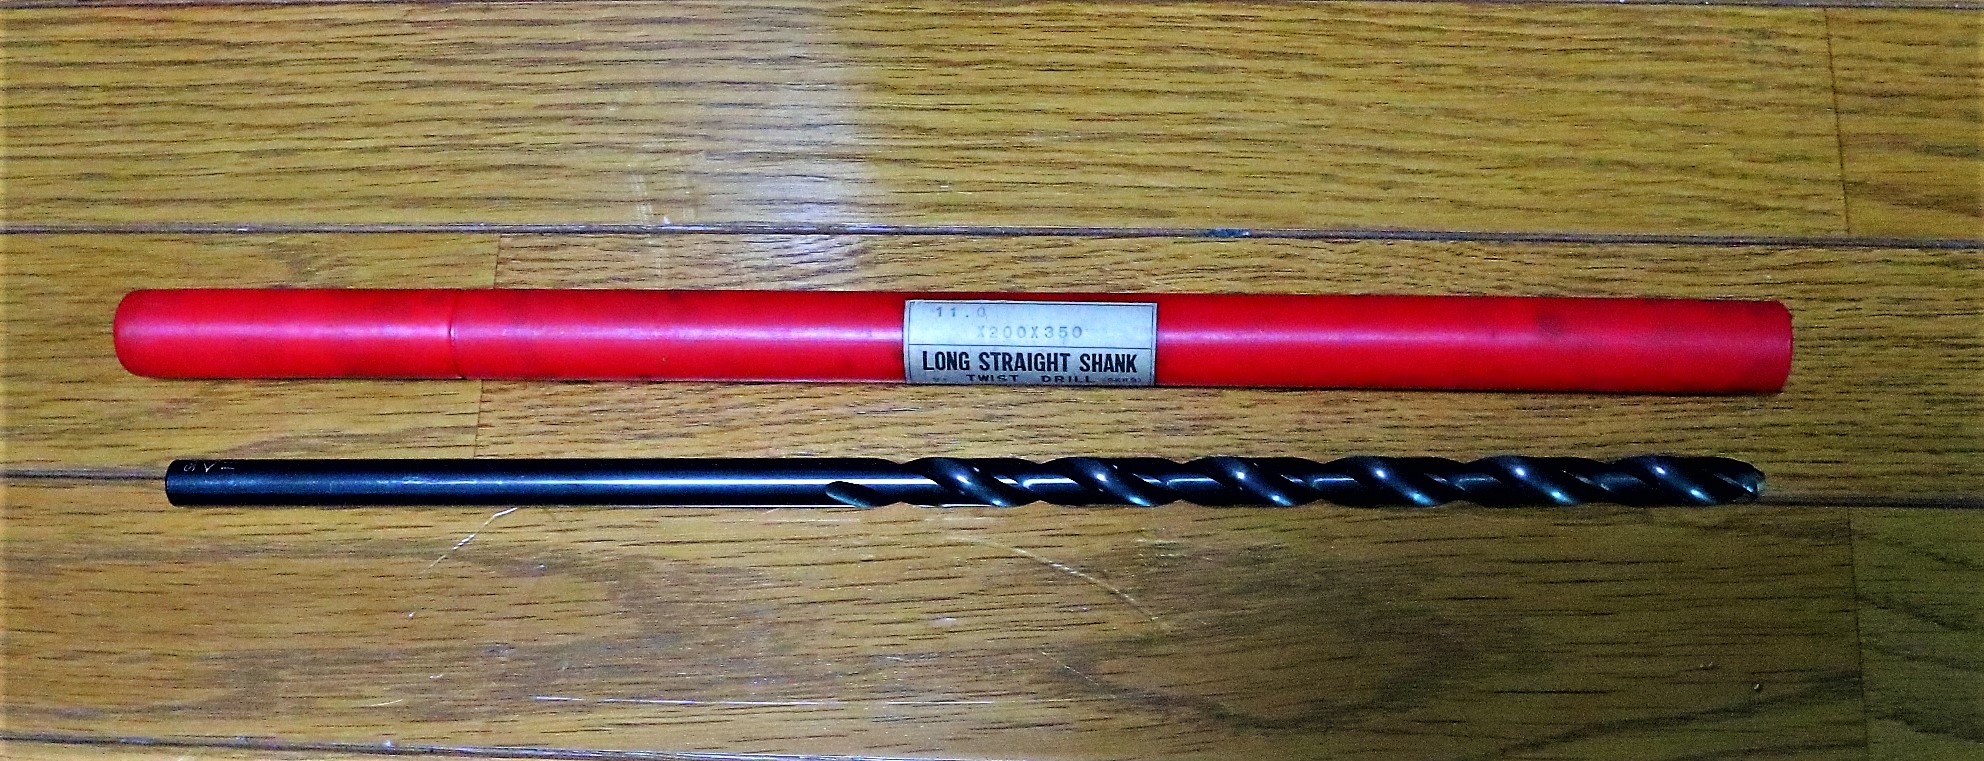 11.0
X200X350
LONG STRAIGHT SHANK
TWIST DRILL